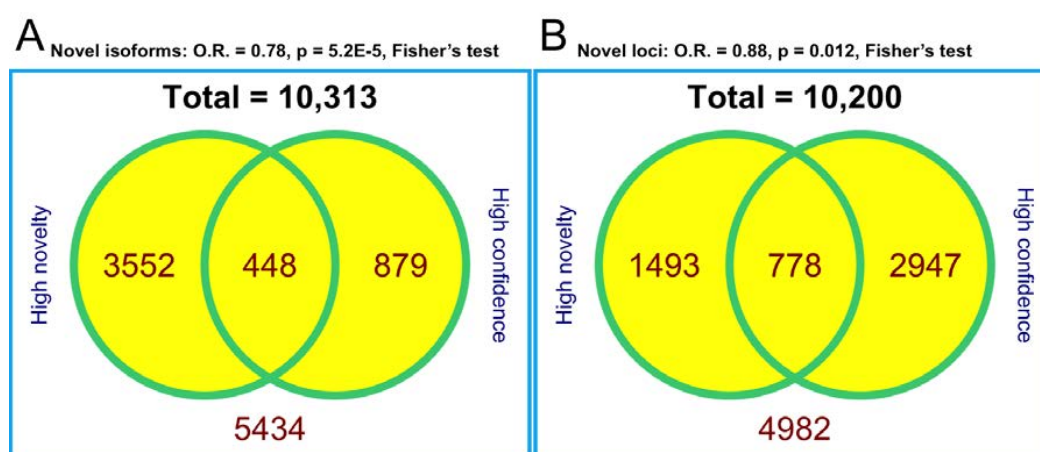 A Novel isoforms: O.R. = 0.78, p = 5.2E-5, Fisher’s test
Total = 10,313
High novelty
3552
448
879
High confidence
5434
B Novel loci: O.R. = 0.88, p = 0.012, Fisher’s test
Total = 10,200
High novelty
1493
778
2947
High confidence
4982